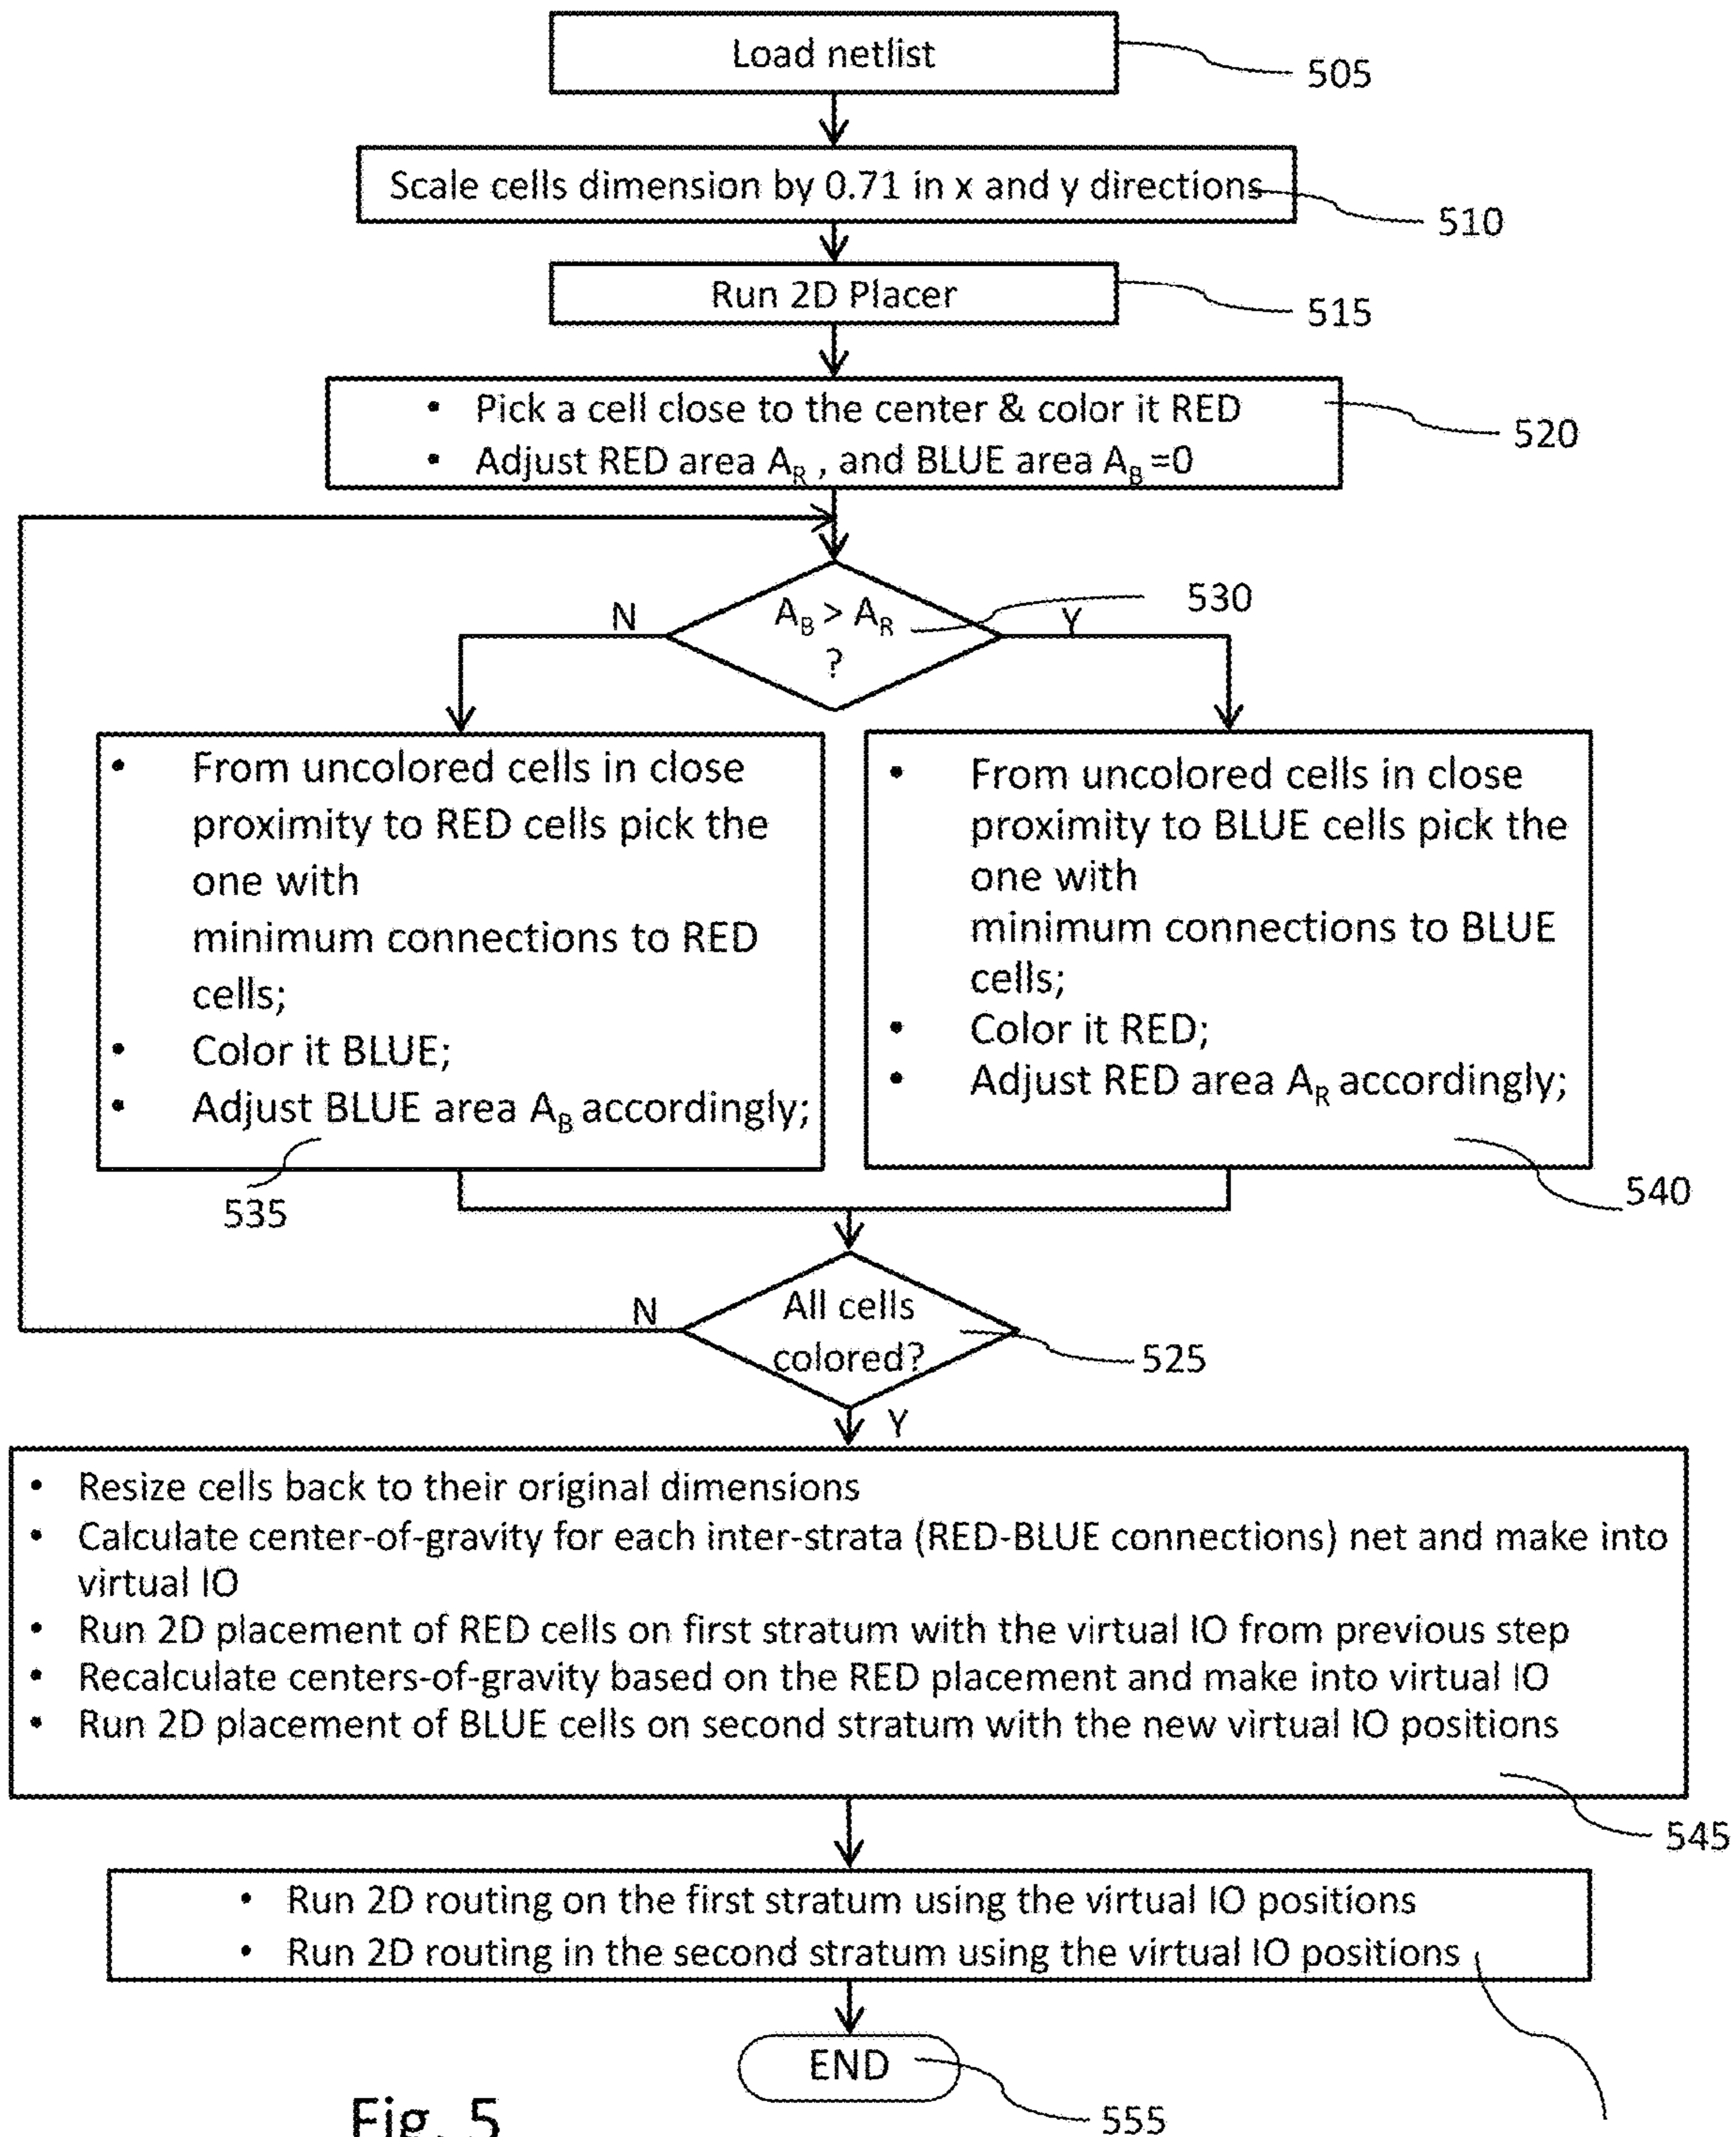 Load netlist
505
Scale cells dimension by 0.71 in x and y directions
510
Run 2D Placer
515
• Pick a cell close to the center & color it RED
• Adjust RED area A_R , and BLUE area A_B =0
520
A_B > A_R
?
530
N
Y
• From uncolored cells in close
proximity to RED cells pick the
one with
minimum connections to RED
cells;
• Color it BLUE;
• Adjust BLUE area A_B accordingly;
535
• From uncolored cells in close
proximity to BLUE cells pick the
one with
minimum connections to BLUE
cells;
• Color it RED;
• Adjust RED area A_R accordingly;
540
All cells
colored?
525
N
Y
• Resize cells back to their original dimensions
• Calculate center-of-gravity for each inter-strata (RED-BLUE connections) net and make into
virtual IO
• Run 2D placement of RED cells on first stratum with the virtual IO from previous step
• Recalculate centers-of-gravity based on the RED placement and make into virtual IO
• Run 2D placement of BLUE cells on second stratum with the new virtual IO positions
545
• Run 2D routing on the first stratum using the virtual IO positions
• Run 2D routing in the second stratum using the virtual IO positions
END
555
Fig. 5